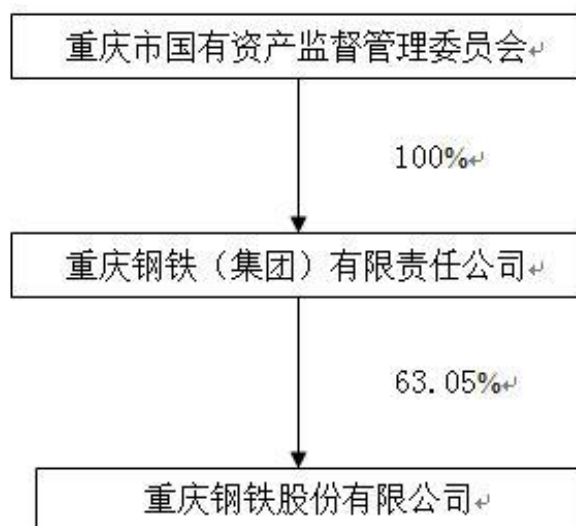 重庆市国有资产监督管理委员会
100%
重庆钢铁（集团）有限责任公司
63.05%
重庆钢铁股份有限公司